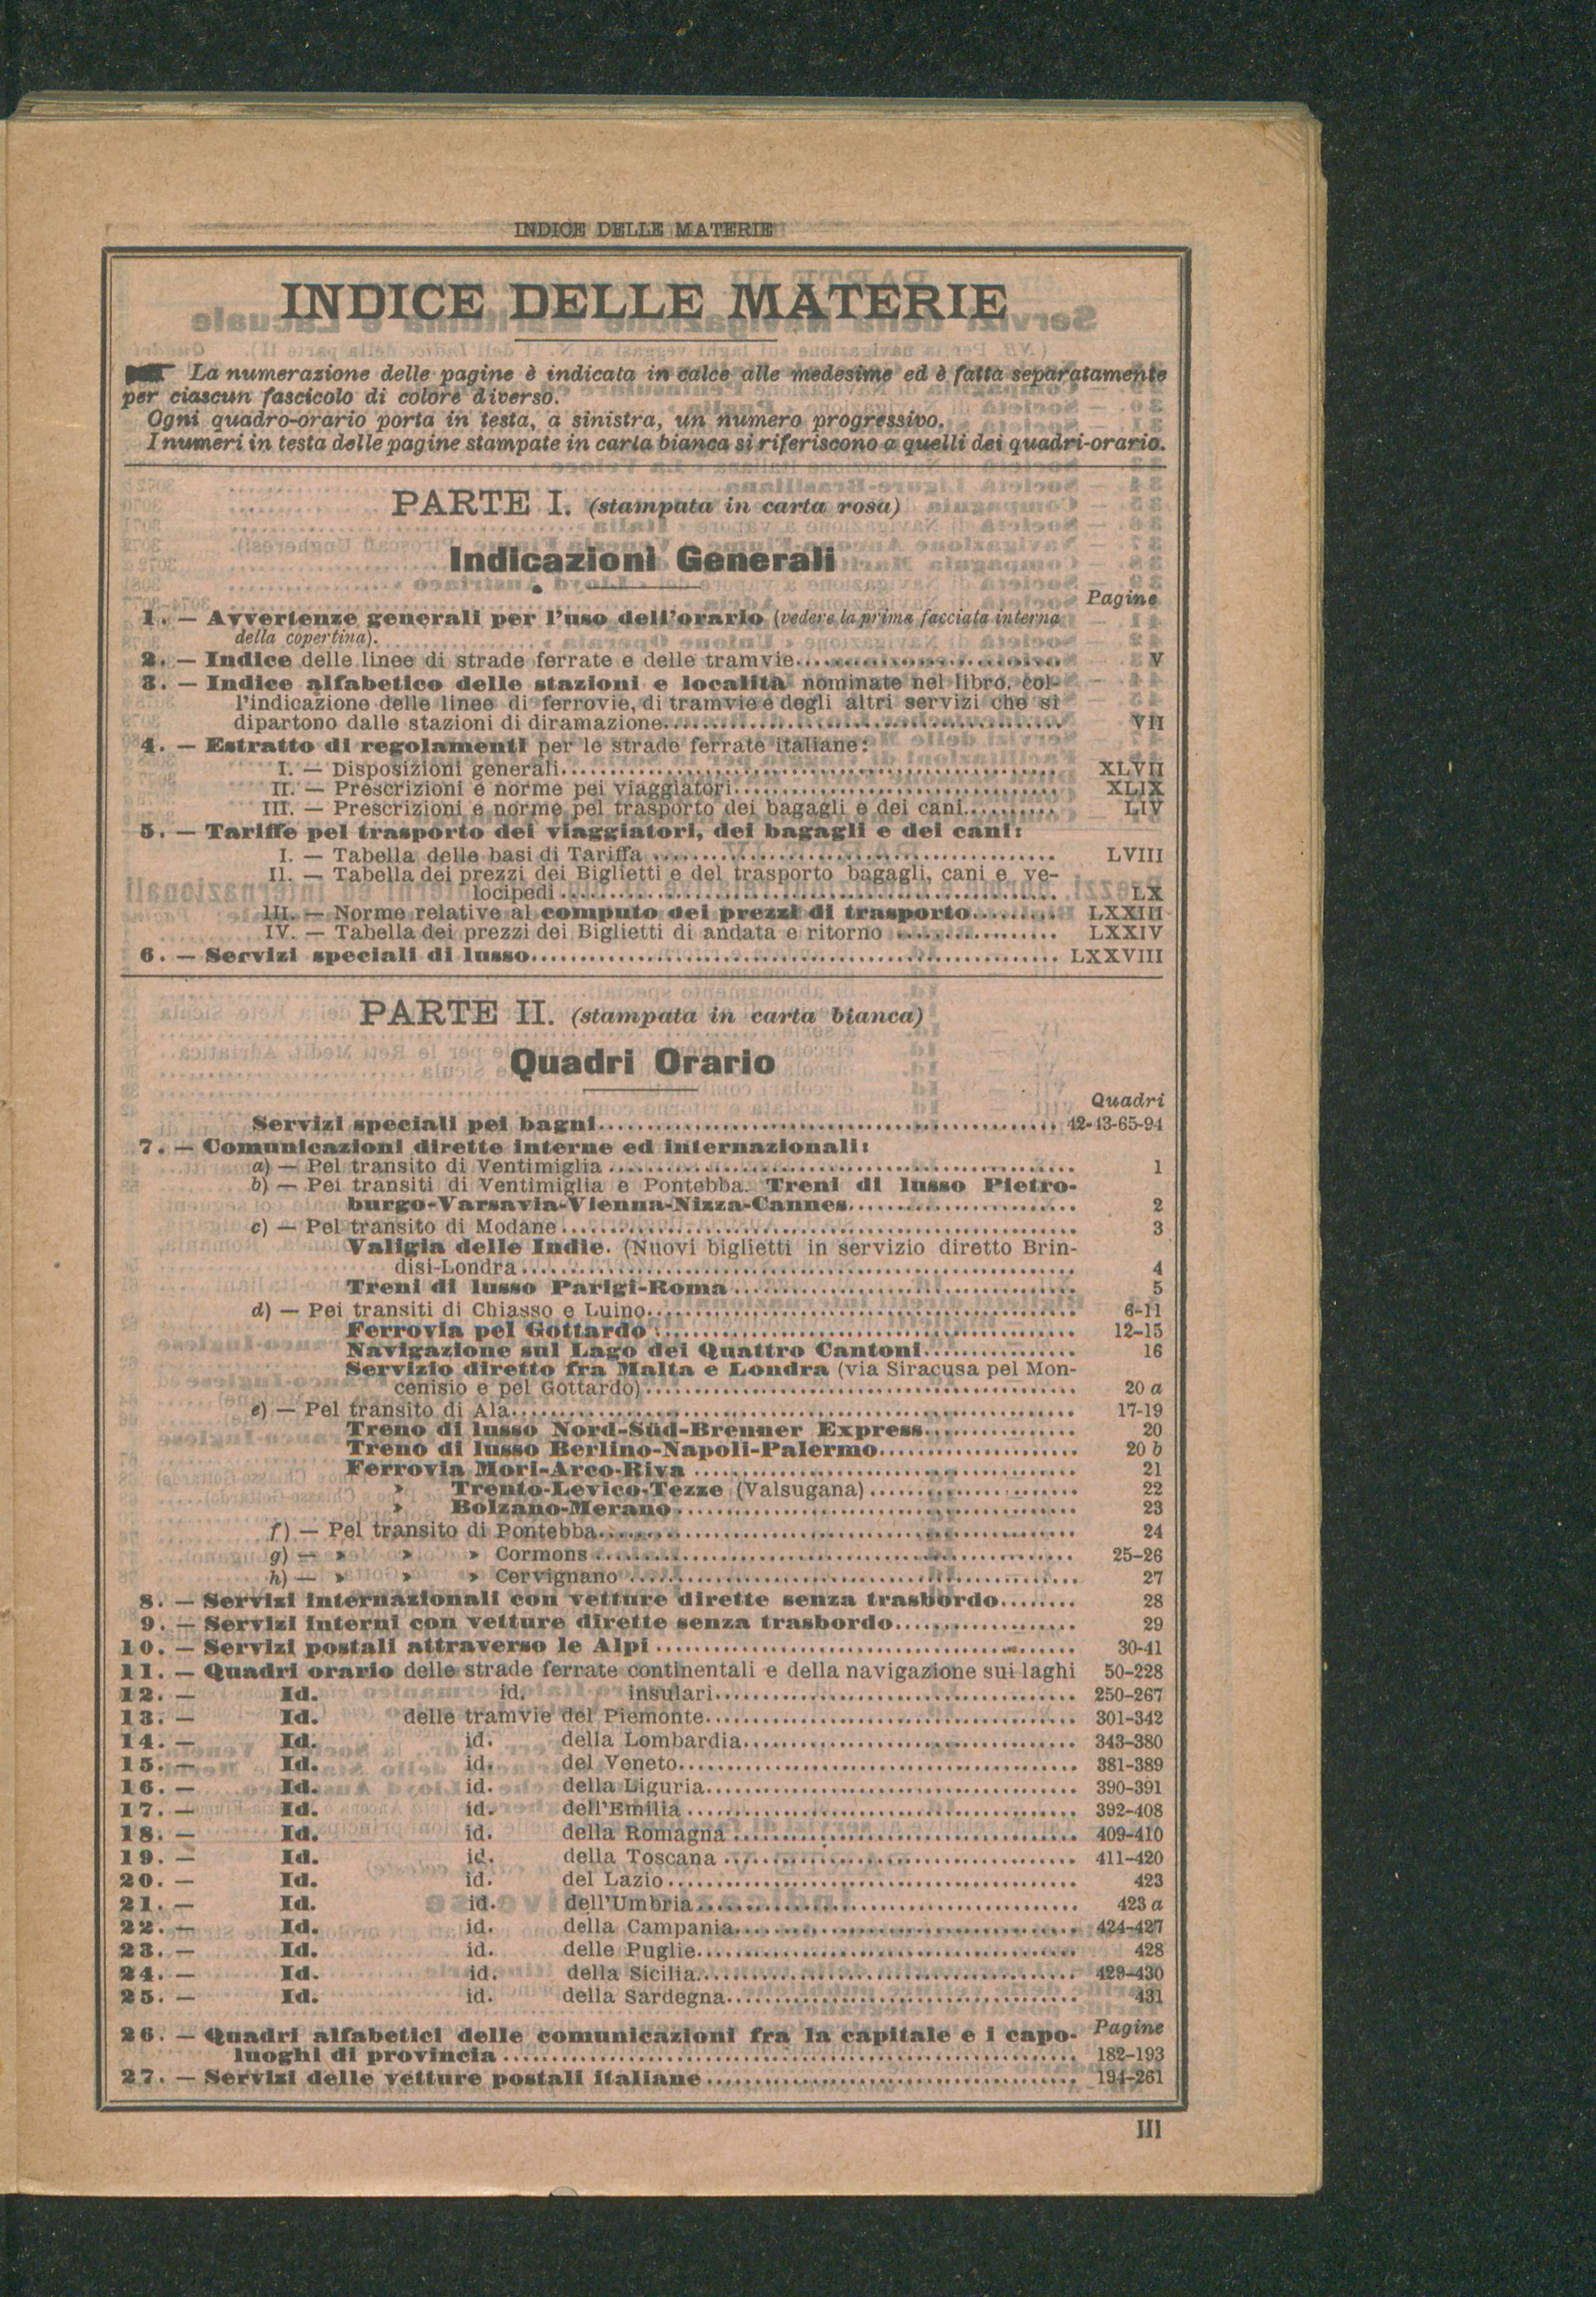 INDICE DELLE MATERIE
INDICE DELLE MATERIE
La numerazione delle pagine è indicata in calce alle medesime ed è fatta separatamente
per ciascun fascicolo di colore diverso.
Ogni quadro-orario porta in testa, a sinistra, un numero progressivo.
I numeri in testa delle pagine stampate in carta bianca si riferiscono a quelli dei quadri-orario.
PARTE I. (stampata in carta rosa)
Indicazioni Generali
Pagine
1. — Avvertenze generali per l'uso dell'orario (vedere la prima facciata interna
della copertina).
2. — Indice delle linee di strade ferrate e delle tramvie........ V
3. — Indice alfabetico delle stazioni e località nominate nel libro, col-
l'indicazione delle linee di ferrovie, di tramvie e degli altri servizi che si
dipartono dalle stazioni di diramazione........ VII
4. — Estratto di regolamenti per le strade ferrate italiane:
I. — Disposizioni generali........ XLVII
II. — Prescrizioni e norme pei viaggiatori........ XLIX
III. — Prescrizioni e norme pel trasporto dei bagagli e dei cani........ LIV
5. — Tariffe pel trasporto dei viaggiatori, dei bagagli e dei cani:
I. — Tabella delle basi di Tariffa........ LVIII
II. — Tabella dei prezzi dei Biglietti e del trasporto bagagli, cani e ve-
locipedi........ LX
III. — Norme relative al computo dei prezzi di trasporto........ LXXIII
IV. — Tabella dei prezzi dei Biglietti di andata e ritorno........ LXXIV
6. — Servizi speciali di lusso........ LXXVIII
PARTE II. (stampata in carta bianca)
Quadri Orario
Quadri
Servizi speciali pei bagni........ 12-13-65-94
7. — Comunicazioni dirette interne ed internazionali:
a) — Pel transito di Ventimiglia........ 1
b) — Pei transiti di Ventimiglia e Pontebba. Treni di lusso Pietro-
burgo-Varsavia-Vienna-Nizza-Cannes........ 2
c) — Pel transito di Modane........ 3
Valigia delle Indie. (Nuovi biglietti in servizio diretto Brin-
disi-Londra........ 4
Treni di lusso Parigi-Roma........ 5
d) — Pei transiti di Chiasso e Luino........ 6-11
Ferrovia pel Gottardo........ 12-15
Navigazione sul Lago dei Quattro Cantoni........ 16
Servizio diretto fra Malta e Londra (via Siracusa pel Mon-
cenisio e pel Gottardo)........ 20 a
e) — Pel transito di Ala........ 17-19
Treno di lusso Nord-Süd-Brenner Express........ 20
Treno di lusso Berlino-Napoli-Palermo........ 20 b
Ferrovia Mori-Arco-Riva........ 21
» Trento-Levico-Tezze (Valsugana)........ 22
» Bolzano-Merano........ 23
f) — Pel transito di Pontebba........ 24
g) — » » » Cormons........ 25-26
h) — » » » Cervignano........ 27
8. — Servizi internazionali con vetture dirette senza trasbordo........ 28
9. — Servizi interni con vetture dirette senza trasbordo........ 29
10. — Servizi postali attraverso le Alpi........ 30-41
11. — Quadri orario delle strade ferrate continentali e della navigazione sui laghi 50-228
12. — Id. id. insulari........ 250-267
13. — Id. delle tramvie del Piemonte........ 301-342
14. — Id. id. della Lombardia........ 343-380
15. — Id. id. del Veneto........ 381-389
16. — Id. id. della Liguria........ 390-391
17. — Id. id. dell'Emilia........ 392-408
18. — Id. id. della Romagna........ 409-410
19. — Id. id. della Toscana........ 411-420
20. — Id. id. del Lazio........ 423
21. — Id. id. dell'Umbria........ 423 a
22. — Id. id. della Campania........ 424-427
23. — Id. id. delle Puglie........ 428
24. — Id. id. della Sicilia........ 429-430
25. — Id. id. della Sardegna........ 431
Pagine
26. — Quadri alfabetici delle comunicazioni fra la capitale e i capo-
luoghi di provincia........ 182-193
27. — Servizi delle vetture postali italiane........ 194-261
III